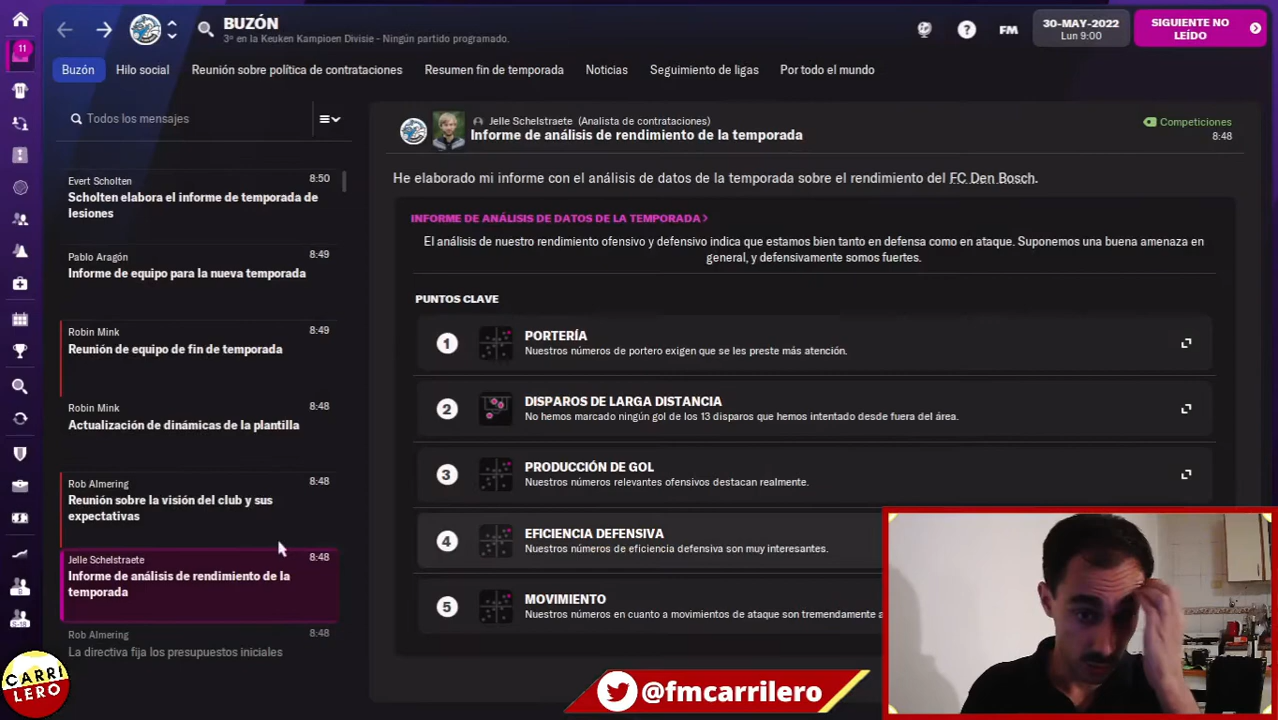 11
BUZÓN
3ª en la Keuken Kampioen Divisie - Ningún partido programado.
?
FM
30-MAY-2022
Lun 9:00
SIGUIENTE NO
LEÍDO
Buzón
Hilo social
Reunión sobre política de contrataciones
Resumen fin de temporada
Noticias
Seguimiento de ligas
Por todo el mundo
Todos los mensajes
Evert Scholten
8:50
Scholten elabora el informe de temporada de
lesiones
Pablo Aragón
8:49
Informe de equipo para la nueva temporada
Robin Mink
8:49
Reunión de equipo de fin de temporada
Robin Mink
8:48
Actualización de dinámicas de la plantilla
Rob Almering
8:48
Reunión sobre la visión del club y sus
expectativas
Jelle Schelstraete
8:48
Informe de análisis de rendimiento de la
temporada
Rob Almering
8:48
La directiva fija los presupuestos iniciales
Jelle Schelstraete (Analista de contrataciones)
Informe de análisis de rendimiento de la temporada
Competiciones
8:48
He elaborado mi informe con el análisis de datos de la temporada sobre el rendimiento del FC Den Bosch.
INFORME DE ANÁLISIS DE DATOS DE LA TEMPORADA >
El análisis de nuestro rendimiento ofensivo y defensivo indica que estamos bien tanto en defensa como en ataque. Suponemos una buena amenaza en
general, y defensivamente somos fuertes.
PUNTOS CLAVE
1
PORTERÍA
Nuestros números de portero exigen que se les preste más atención.
2
DISPAROS DE LARGA DISTANCIA
No hemos marcado ningún gol de los 13 disparos que hemos intentado desde fuera del área.
3
PRODUCCIÓN DE GOL
Nuestros números relevantes ofensivos destacan realmente.
4
EFICIENCIA DEFENSIVA
Nuestros números de eficiencia defensiva son muy interesantes.
5
MOVIMIENTO
Nuestros números en cuanto a movimientos de ataque son tremendamente a
CARRI
LERO
@fmcarrilero